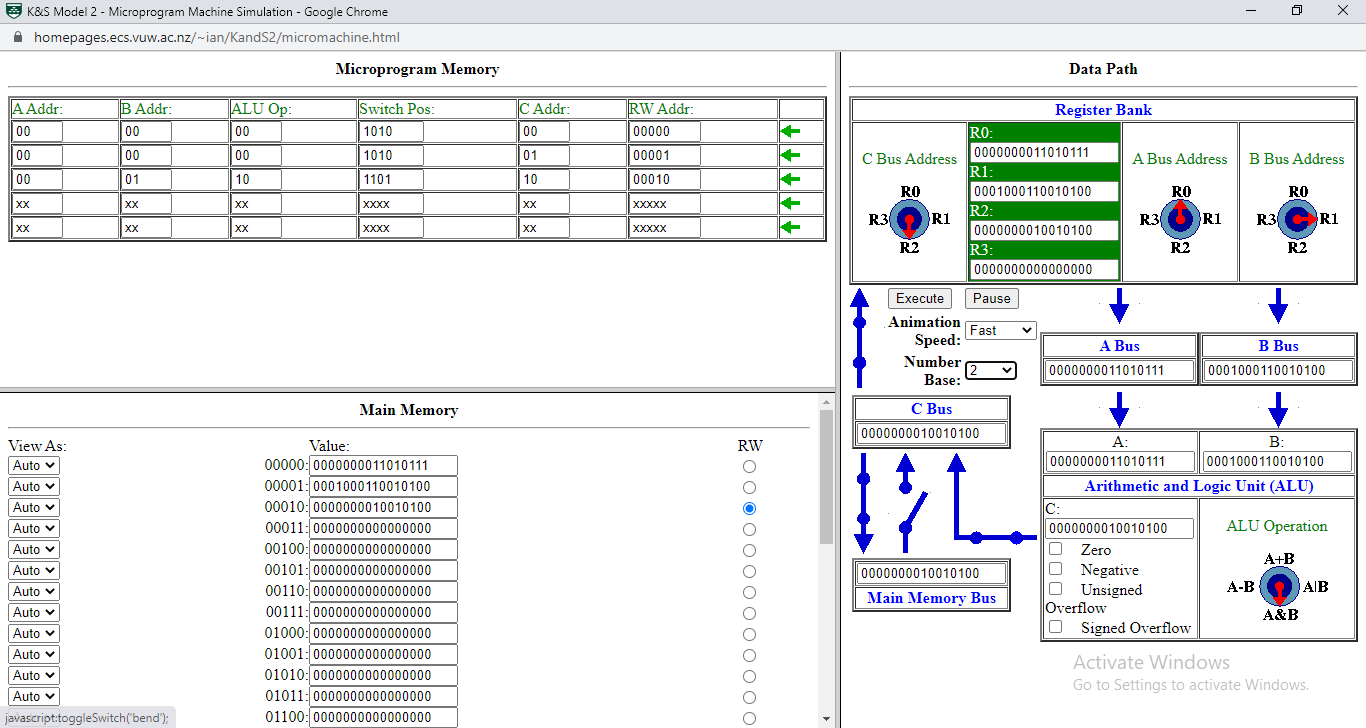 K&S Model 2 - Microprogram Machine Simulation - Google Chrome
homepages.ecs.vuw.ac.nz/~ian/KandS2/micromachine.html
Microprogram Memory
A Addr: B Addr: ALU Op: Switch Pos: C Addr: RW Addr:
00 00 00 1010 00 00000
00 00 00 1010 01 00001
00 01 10 1101 10 00010
xx xx xx xxxx xx xxxxx
xx xx xx xxxx xx xxxxx
Main Memory
View As: Value: RW
Auto 00000: 0000000011010111
Auto 00001: 0001000110010100
Auto 00010: 0000000010010100
Auto 00011: 0000000000000000
Auto 00100: 0000000000000000
Auto 00101: 0000000000000000
Auto 00110: 0000000000000000
Auto 00111: 0000000000000000
Auto 01000: 0000000000000000
Auto 01001: 0000000000000000
Auto 01010: 0000000000000000
Auto 01011: 0000000000000000
01100: 0000000000000000
javascript:toggleSwitch('bend');
Data Path
Register Bank
C Bus Address
R0
R3 R1
R2
R0:
0000000011010111
R1:
0001000110010100
R2:
0000000010010100
R3:
0000000000000000
A Bus Address
R0
R3 R1
R2
B Bus Address
R0
R3 R1
R2
Execute Pause
Animation
Speed: Fast
Number
Base: 2
A Bus
0000000011010111
B Bus
0001000110010100
C Bus
0000000010010100
A:
0000000011010111
B:
0001000110010100
Arithmetic and Logic Unit (ALU)
C:
0000000010010100
Zero
Negative
Unsigned
Overflow
Signed Overflow
ALU Operation
A+B
A-B A|B
A&B
0000000010010100
Main Memory Bus
Activate Windows
Go to Settings to activate Windows.